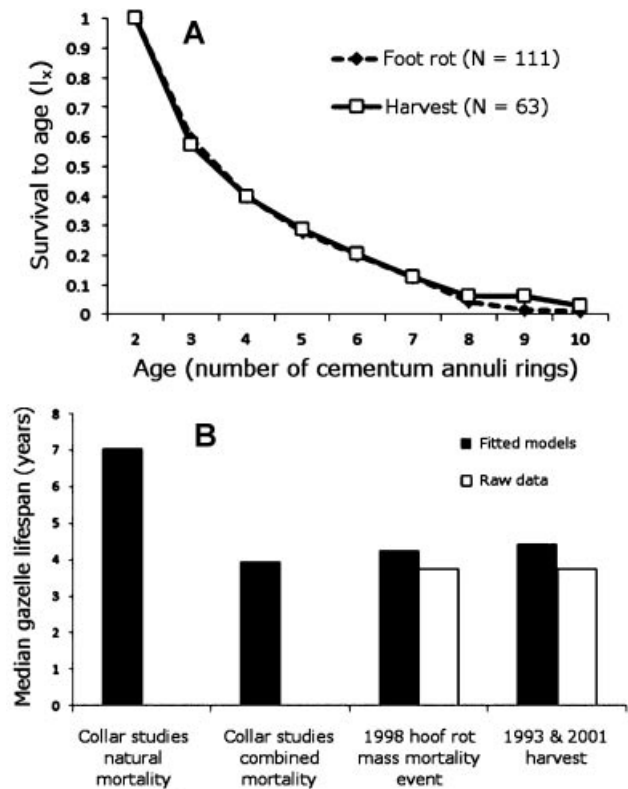 A
Survival to age (lx)
1
0.9
0.8
0.7
0.6
0.5
0.4
0.3
0.2
0.1
0
Foot rot (N = 111)
Harvest (N = 63)
2 3 4 5 6 7 8 9 10
Age (number of cementum annuli rings)
B
Median gazelle lifespan (years)
8
7
6
5
4
3
2
1
0
Fitted models
Raw data
Collar studies
natural
mortality
Collar studies
combined
mortality
1998 hoof rot
mass mortality
event
1993 & 2001
harvest